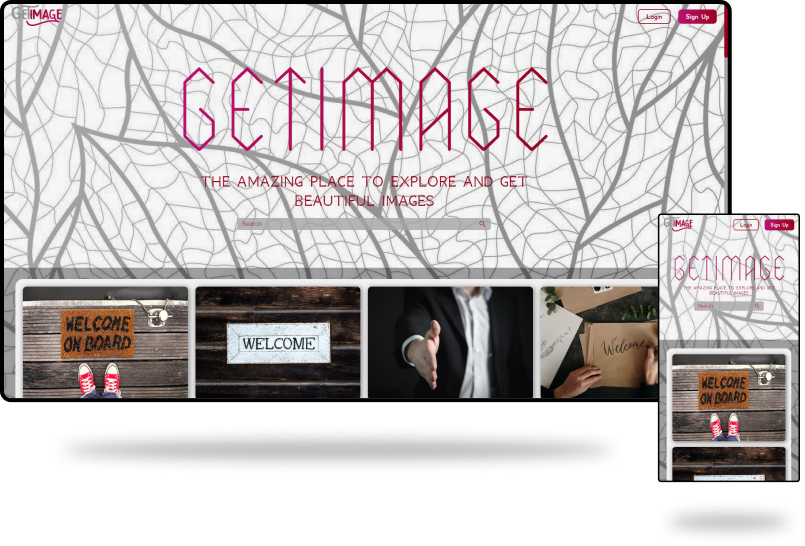 GETIMAGE
Login
Sign Up
GETIMAGE
THE AMAZING PLACE TO EXPLORE AND GET
BEAUTIFUL IMAGES
Search
WELCOME
ON BOARD
WELCOME
Welcome
GETIMAGE
Login
Sign Up
GETIMAGE
THE AMAZING PLACE TO EXPLORE AND GET
BEAUTIFUL IMAGES
Search
WELCOME
ON BOARD